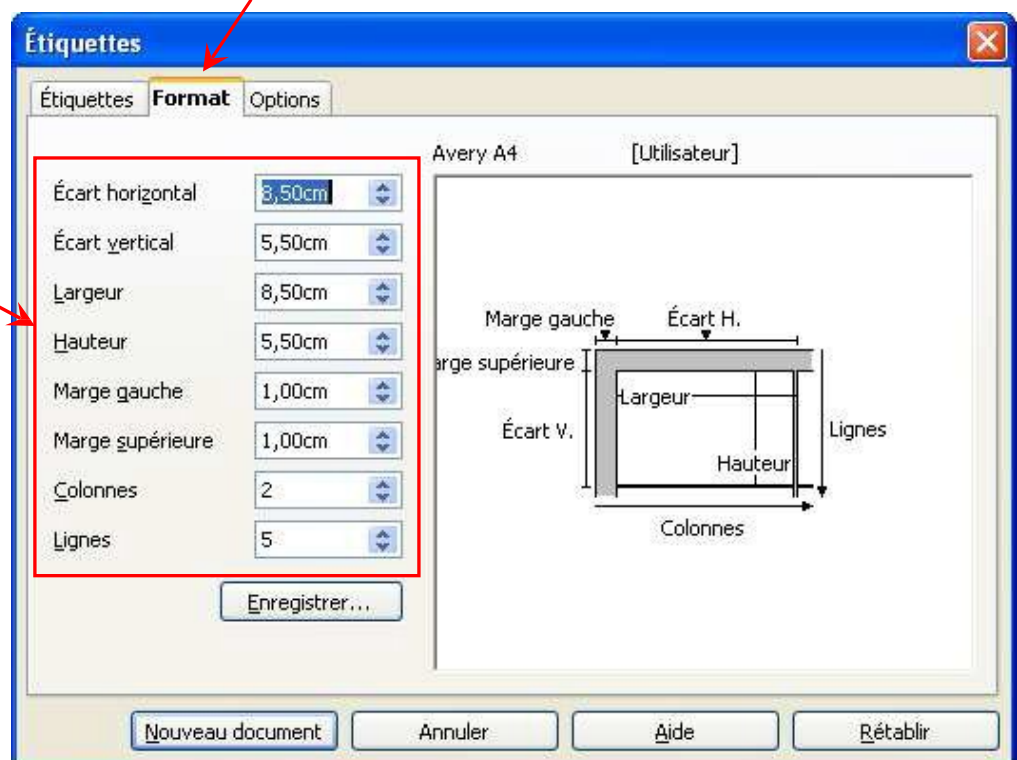 Étiquettes
Étiquettes Format Options
Avery A4 [Utilisateur]
Écart horizontal 8,50cm
Écart vertical 5,50cm
Largeur 8,50cm
Hauteur 5,50cm
Marge gauche 1,00cm
Marge supérieure 1,00cm
Colonnes 2
Lignes 5
Enregistrer...
Marge gauche Écart H.
arge supérieure
Largeur
Écart V.
Lignes
Hauteur
Colonnes
Nouveau document Annuler Aide Rétablir